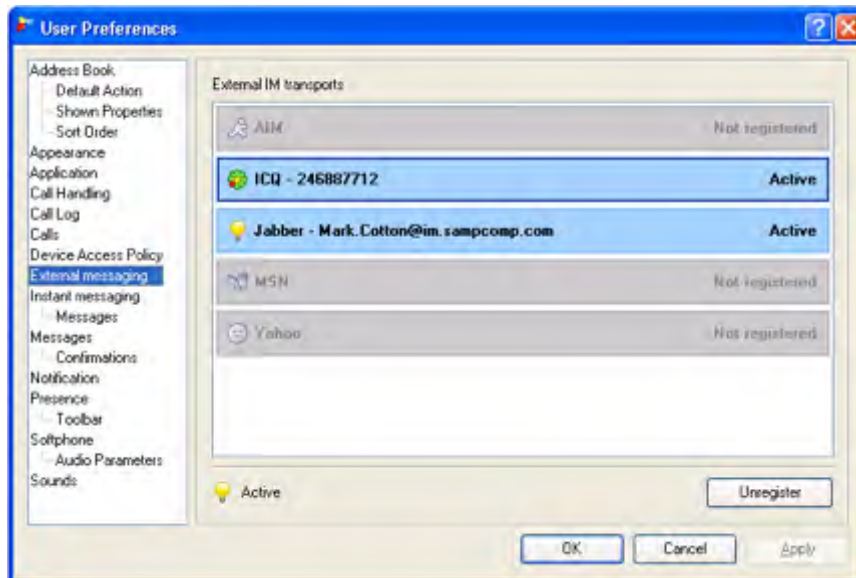 User Preferences
Address Book
Default Action
Shown Properties
Sort Order
Appearance
Application
Call Handling
Call Log
Calls
Device Access Policy
External messaging
Instant messaging
Messages
Messages
Confirmations
Notification
Presence
Toolbar
Softphone
Audio Parameters
Sounds
External IM transports
AIM Not registered
ICQ - 246887712 Active
Jabber - Mark.Cotton@im.sampcomp.com Active
MSN Not registered
Yahoo Not registered
Active Unregister
OK Cancel Apply